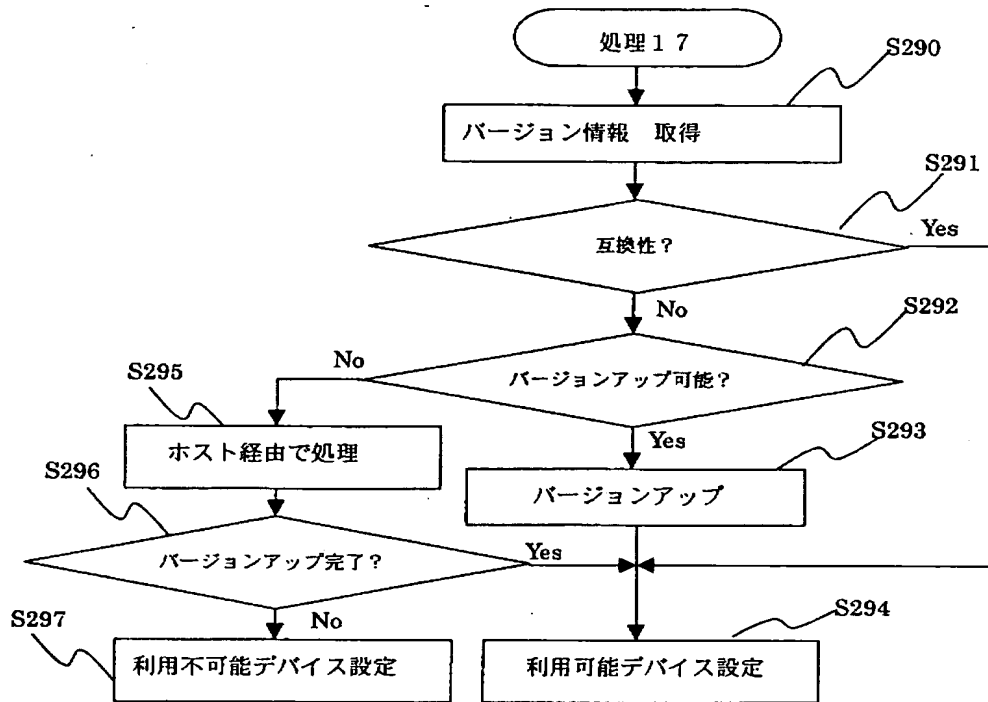 処理17
S290
バージョン情報 取得
S291
互換性?
Yes
No
S292
バージョンアップ可能?
No
S295
Yes
S293
ホスト経由で処理
バージョンアップ
S296
バージョンアップ完了?
Yes
No
S294
S297
利用不可能デバイス設定
利用可能デバイス設定